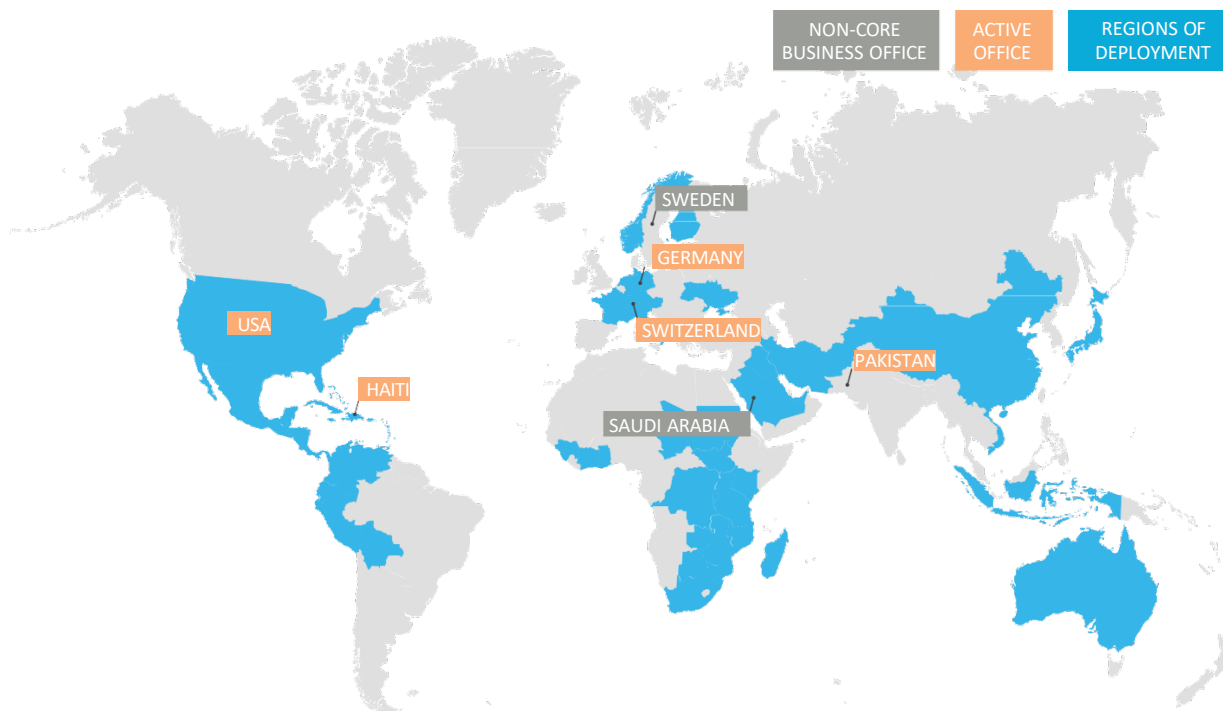 NON-CORE
BUSINESS OFFICE
ACTIVE
OFFICE
REGIONS OF
DEPLOYMENT
SWEDEN
GERMANY
USA
SWITZERLAND
PAKISTAN
HAITI
SAUDI ARABIA